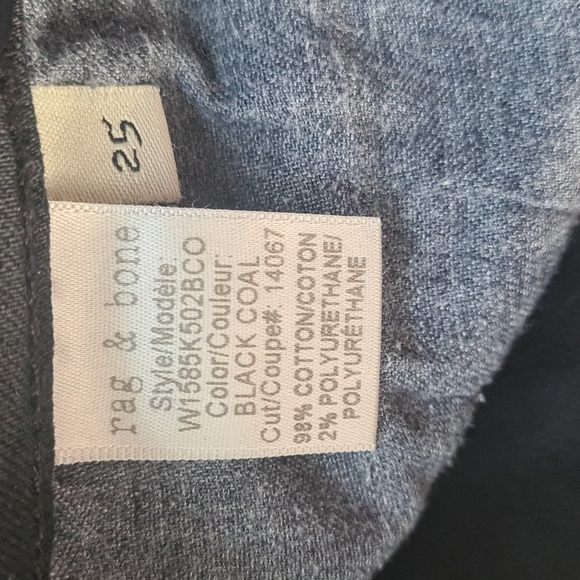 25
rag & bone
Style/Modèle:
W1585K502BCO
Color/Couleur:
BLACK COAL
Cut/Coupe#: 14067
98% COTTON/COTON
2% POLYURETHANE/
POLYURÉTHANE